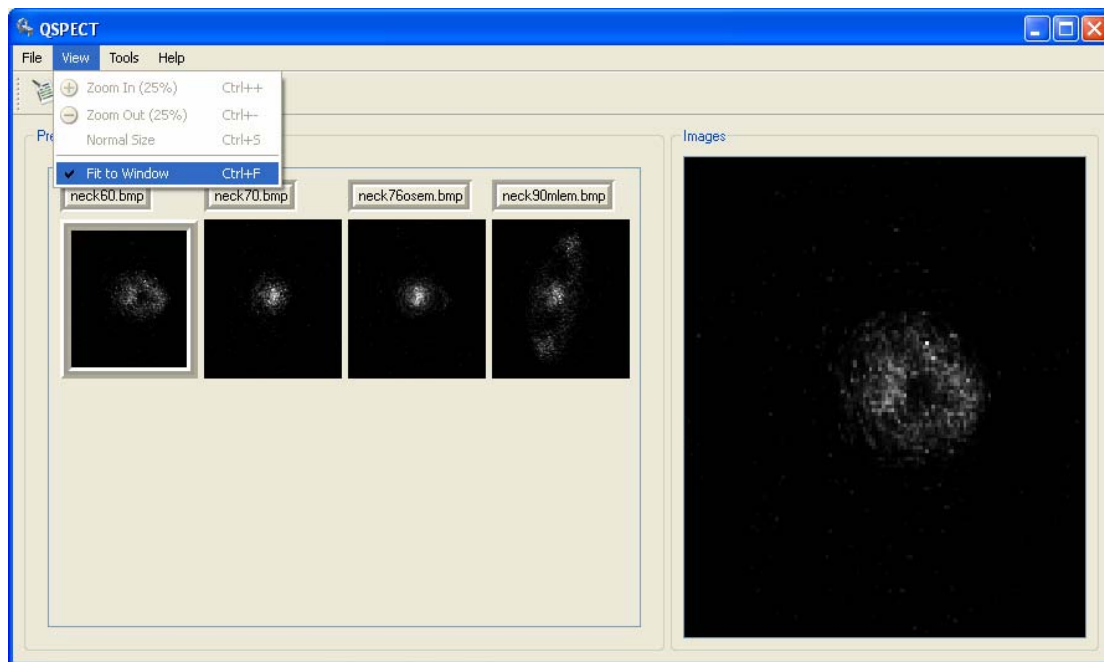 QSPECT
File View Tools Help
Zoom In (25%) Ctrl++
Zoom Out (25%) Ctrl+-
Normal Size Ctrl+S
Fit to Window Ctrl+F
Pre
Images
neck60.bmp neck70.bmp neck76osem.bmp neck90mlem.bmp